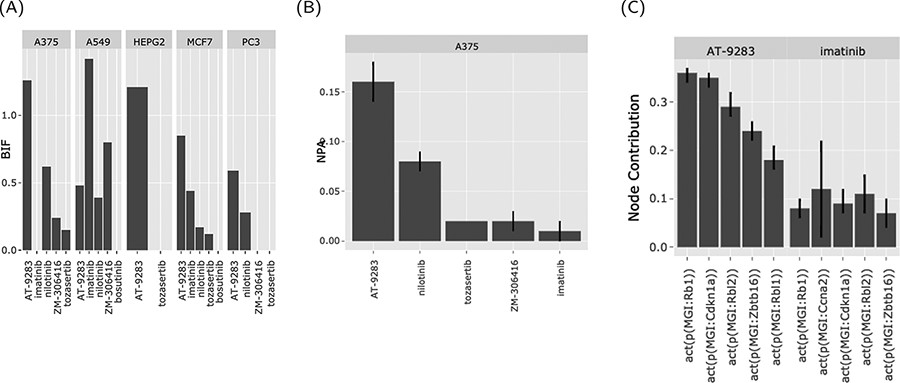 (A)
A375 A549 HEPG2 MCF7 PC3
BIF
1.0
0.5
0.0
AT-9283
imatinib
nilotinib
ZM-306416
tozasertib
AT-9283
imatinib
nilotinib
ZM-306416
bosutinib
AT-9283
tozasertib
AT-9283
imatinib
nilotinib
tozasertib
bosutinib
AT-9283
nilotinib
ZM-306416
tozasertib
(B)
A375
NPA
0.15
0.10
0.05
0.00
AT-9283
nilotinib
tozasertib
ZM-306416
imatinib
(C)
AT-9283 imatinib
Node Contribution
0.3
0.2
0.1
0.0
act(p(MGI:Rb1))
act(p(MGI:Cdkn1a))
act(p(MGI:Rbl2))
act(p(MGI:Zbtb16))
act(p(MGI:Rbl1))
act(p(MGI:Rb1))
act(p(MGI:Ccna2))
act(p(MGI:Cdkn1a))
act(p(MGI:Rbl2))
act(p(MGI:Zbtb16))